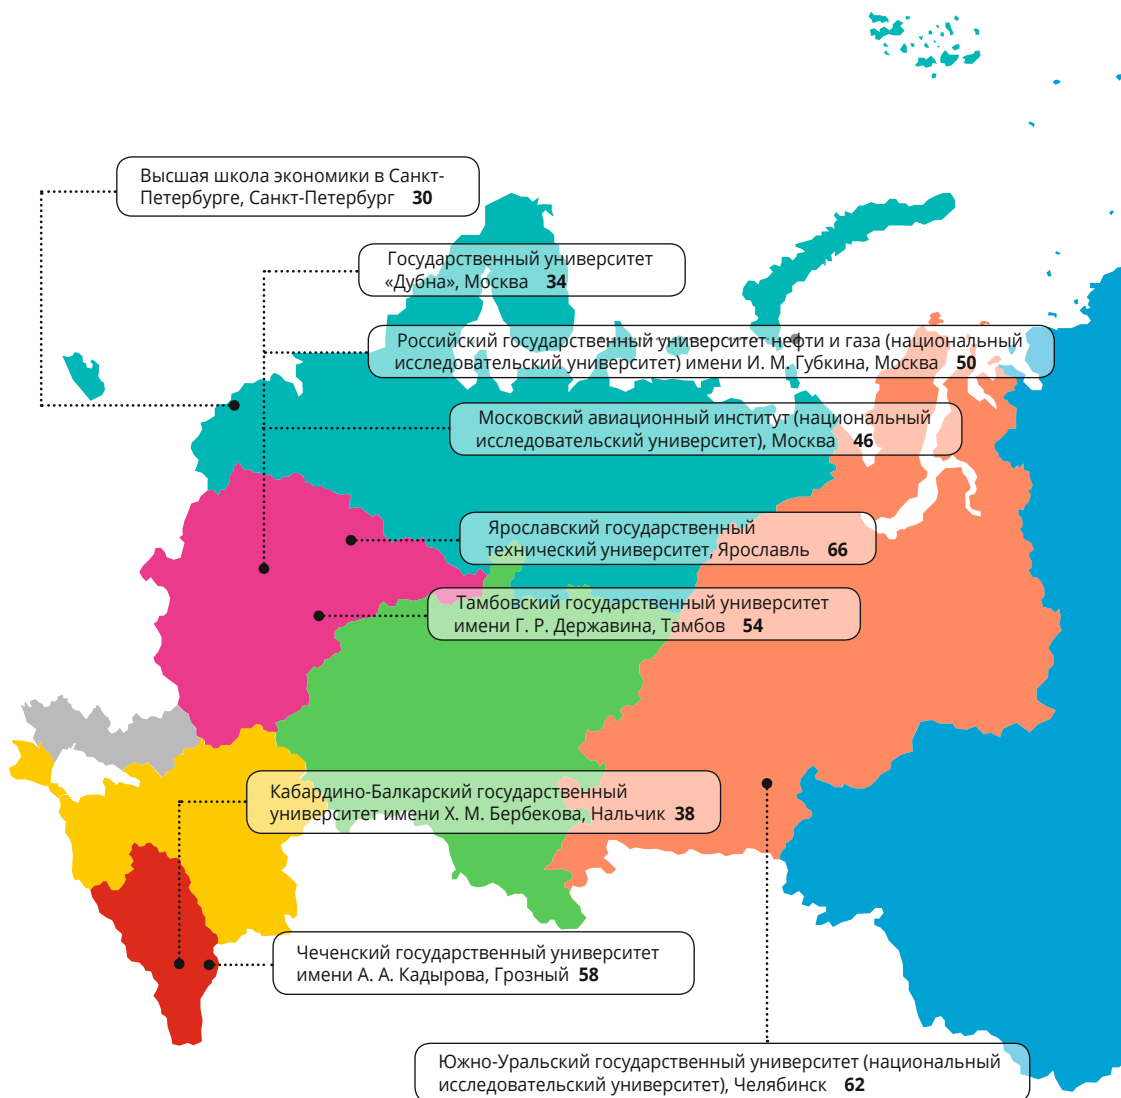 Высшая школа экономики в Санкт-
Петербурге, Санкт-Петербург 30
Государственный университет
«Дубна», Москва 34
Российский государственный университет нефти и газа (национальный
исследовательский университет) имени И. М. Губкина, Москва 50
Московский авиационный институт (национальный
исследовательский университет), Москва 46
Ярославский государственный
технический университет, Ярославль 66
Тамбовский государственный университет
имени Г. Р. Державина, Тамбов 54
Кабардино-Балкарский государственный
университет имени Х. М. Бербекова, Нальчик 38
Чеченский государственный университет
имени А. А. Кадырова, Грозный 58
Южно-Уральский государственный университет (национальный
исследовательский университет), Челябинск 62